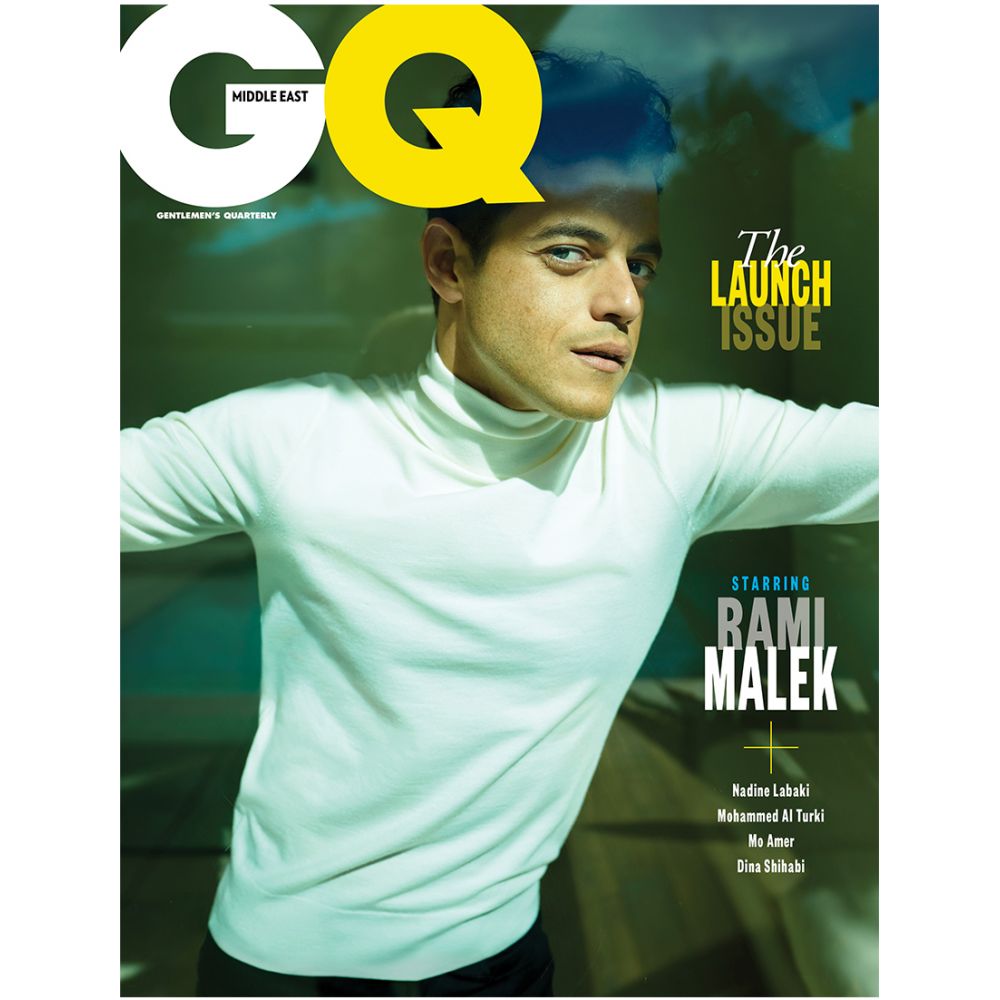 GQ
MIDDLE EAST
GENTLEMEN'S QUARTERLY
The
LAUNCH
ISSUE
STARRING
RAMI
MALEK
Nadine Labaki
Mohammed Al Turki
Mo Amer
Dina Shihabi